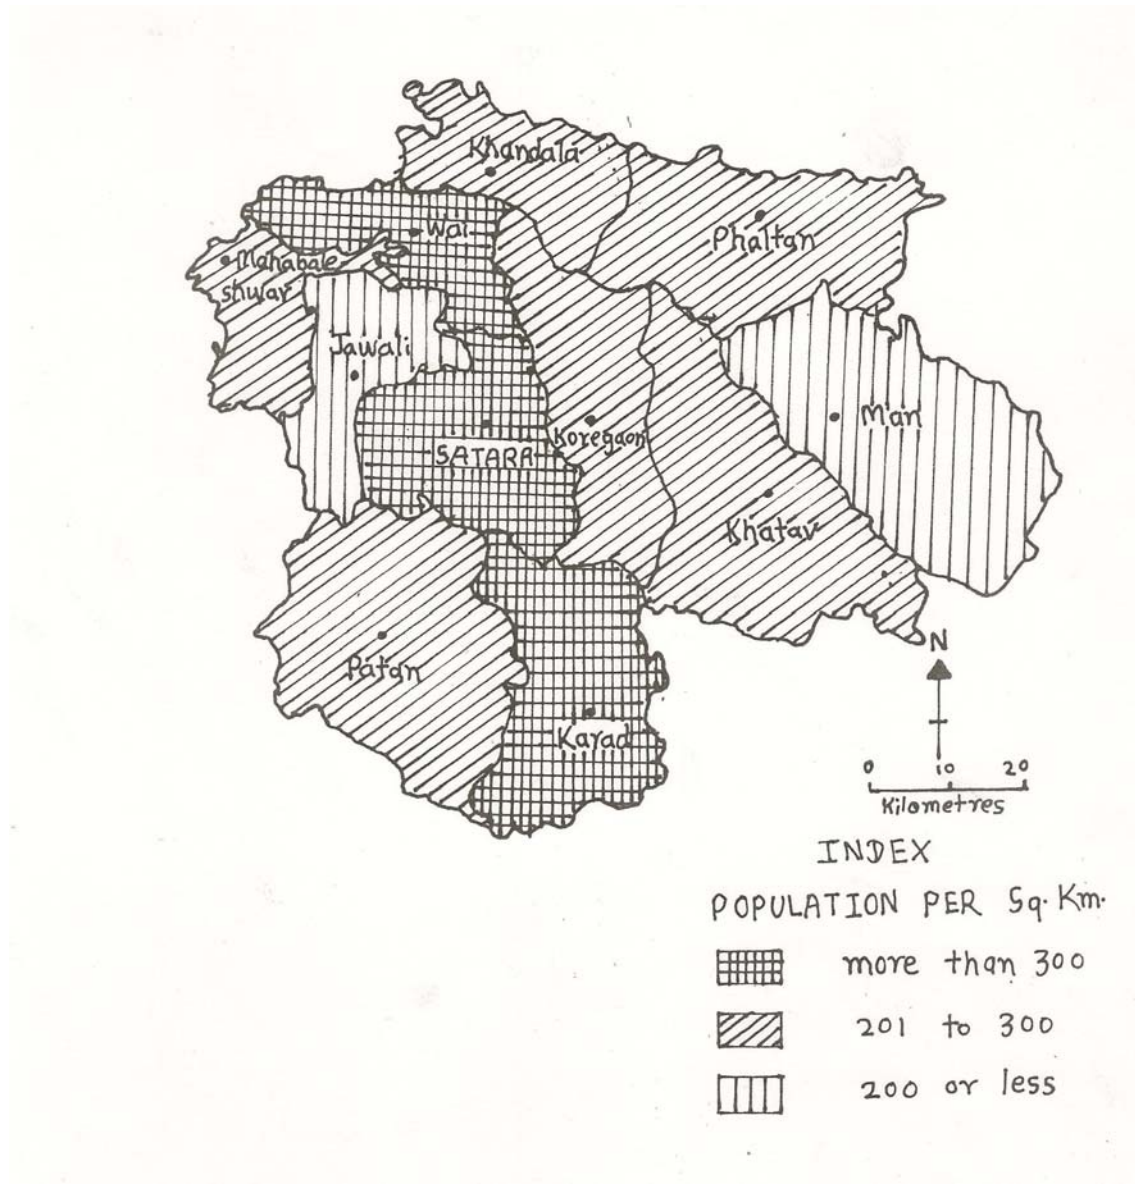 Khandala
Phaltan
Wai
Mahabale
shwar
Jawali
Man
Koregaon
SATARA
Khatav
Patan
Karad
N
0 10 20
Kilometres
INDEX
POPULATION PER Sq. Km.
more than 300
201 to 300
200 or less